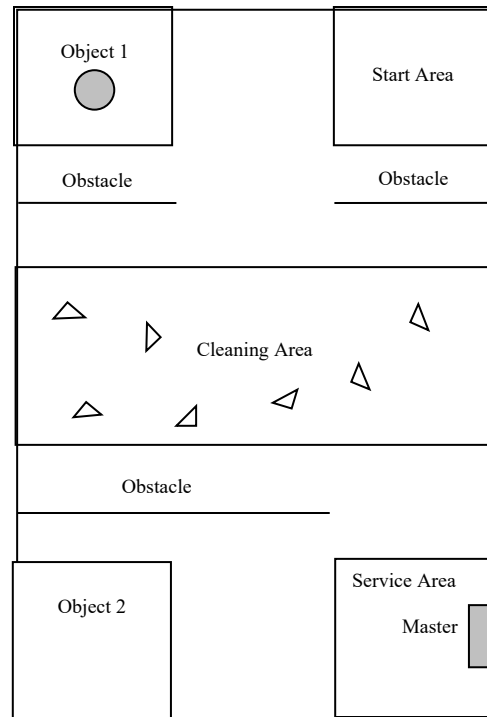 Object 1
Start Area
Obstacle
Obstacle
Cleaning Area
Obstacle
Service Area
Object 2
Master